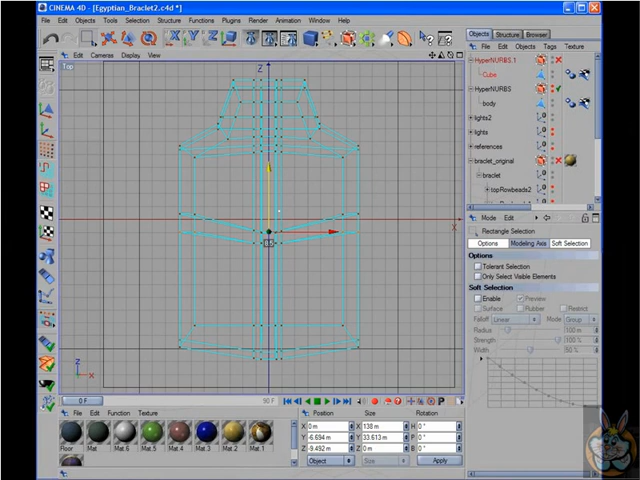 CINEMA 4D - [Egyptian_Braclet2.c4d *]
File Edit Objects Tools Selection Structure Functions Plugins Render Animation Window Help
Display Edit Cameras Display View
Top
Z
X
Z
X
Objects Structure Browser
File Edit Objects Tags Texture
HyperNURBS.1
Cube
HyperNURBS
body
lights2
lights
references
braclet_orginal
braclet
topRowbeads2
Mode Edit
Rectangle Selection
Options Modeling Axis Soft Selection
Options
Tolerant Selection
Only Select Visible Elements
Soft Selection
Enable Preview
Surface Rubber Restrict
Falloff Linear Mode Group
Radius 100 m
Strength 100 %
Width 50 %
0 F 90 F
File Edit Function Texture
Floor Mat Mat.6 Mat.5 Mat.4 Mat.3 Mat.2 Mat.1
Position Size Rotation
X 0 m X 138 m H 0 °
Y -6.694 m Y 33.613 m P 0 °
Z -9.492 m Z 0 m B 0 °
Object Size Apply